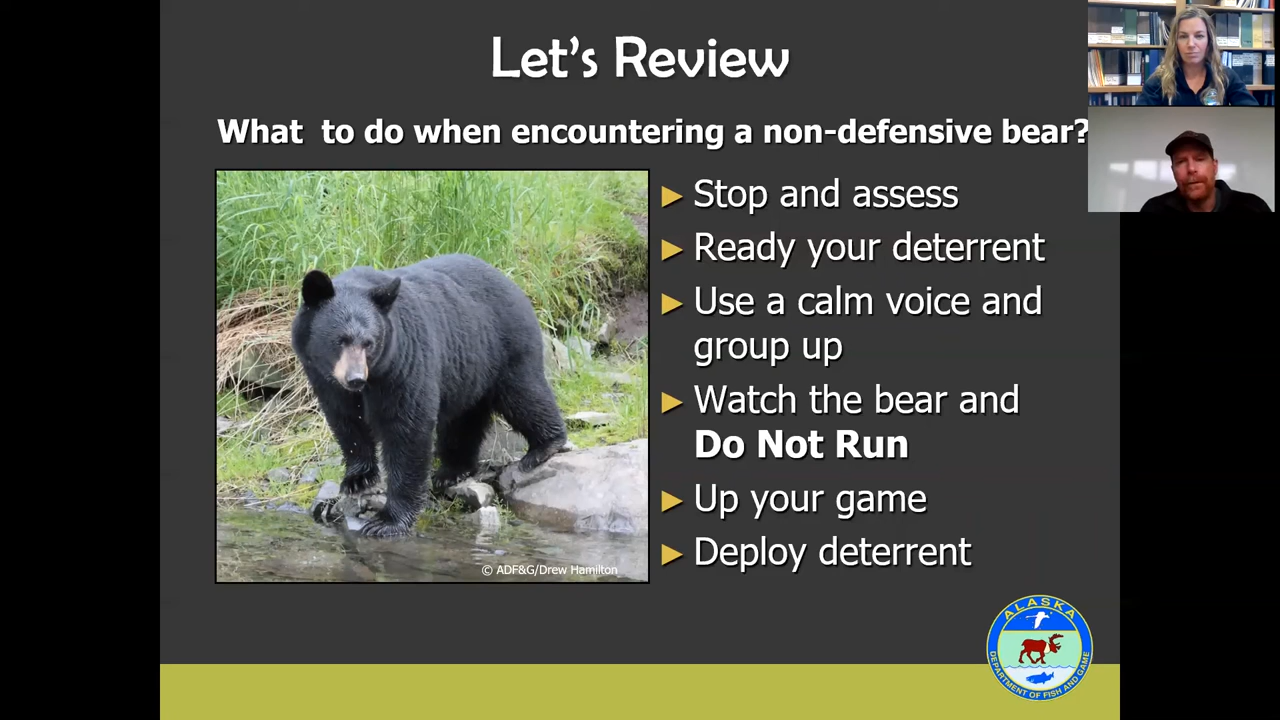 Let's Review
What to do when encountering a non-defensive bear?
► Stop and assess
► Ready your deterrent
► Use a calm voice and
group up
► Watch the bear and
Do Not Run
► Up your game
► Deploy deterrent
© ADF&G/Drew Hamilton
ALASKA
DEPARTMENT OF FISH AND GAME